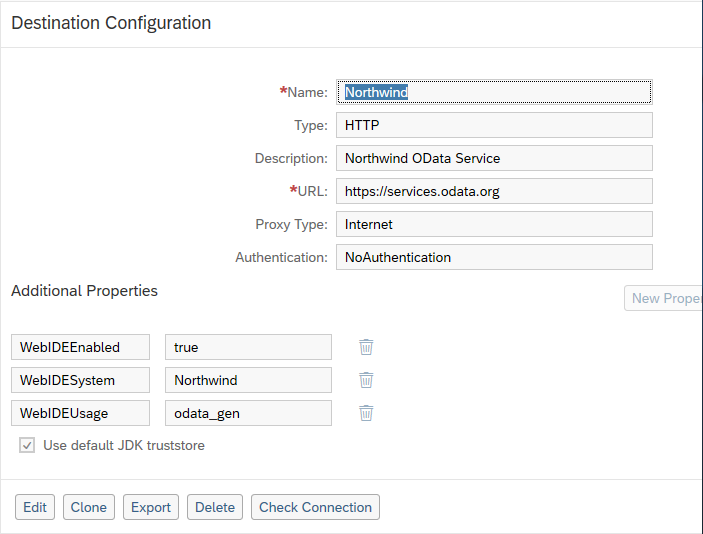 Destination Configuration
*Name: Northwind
Type: HTTP
Description: Northwind OData Service
*URL: https://services.odata.org
Proxy Type: Internet
Authentication: NoAuthentication
Additional Properties
New Proper
WebIDEEnabled true
WebIDESystem Northwind
WebIDEUsage odata_gen
Use default JDK truststore
Edit Clone Export Delete Check Connection